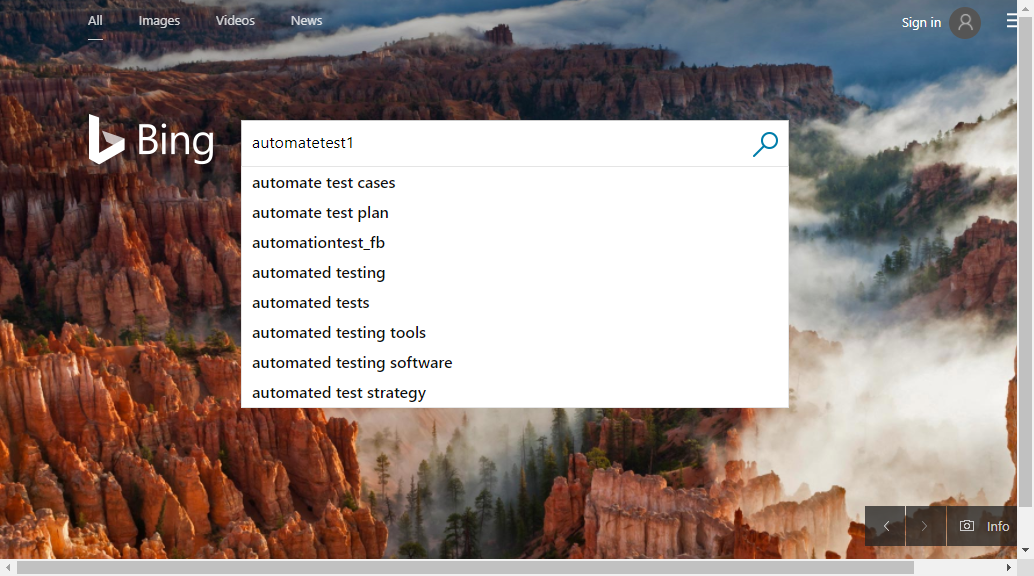 All Images Videos News Sign in
Bing
automatetest1
automate test cases
automate test plan
automationtest_fb
automated testing
automated tests
automated testing tools
automated testing software
automated test strategy
Info